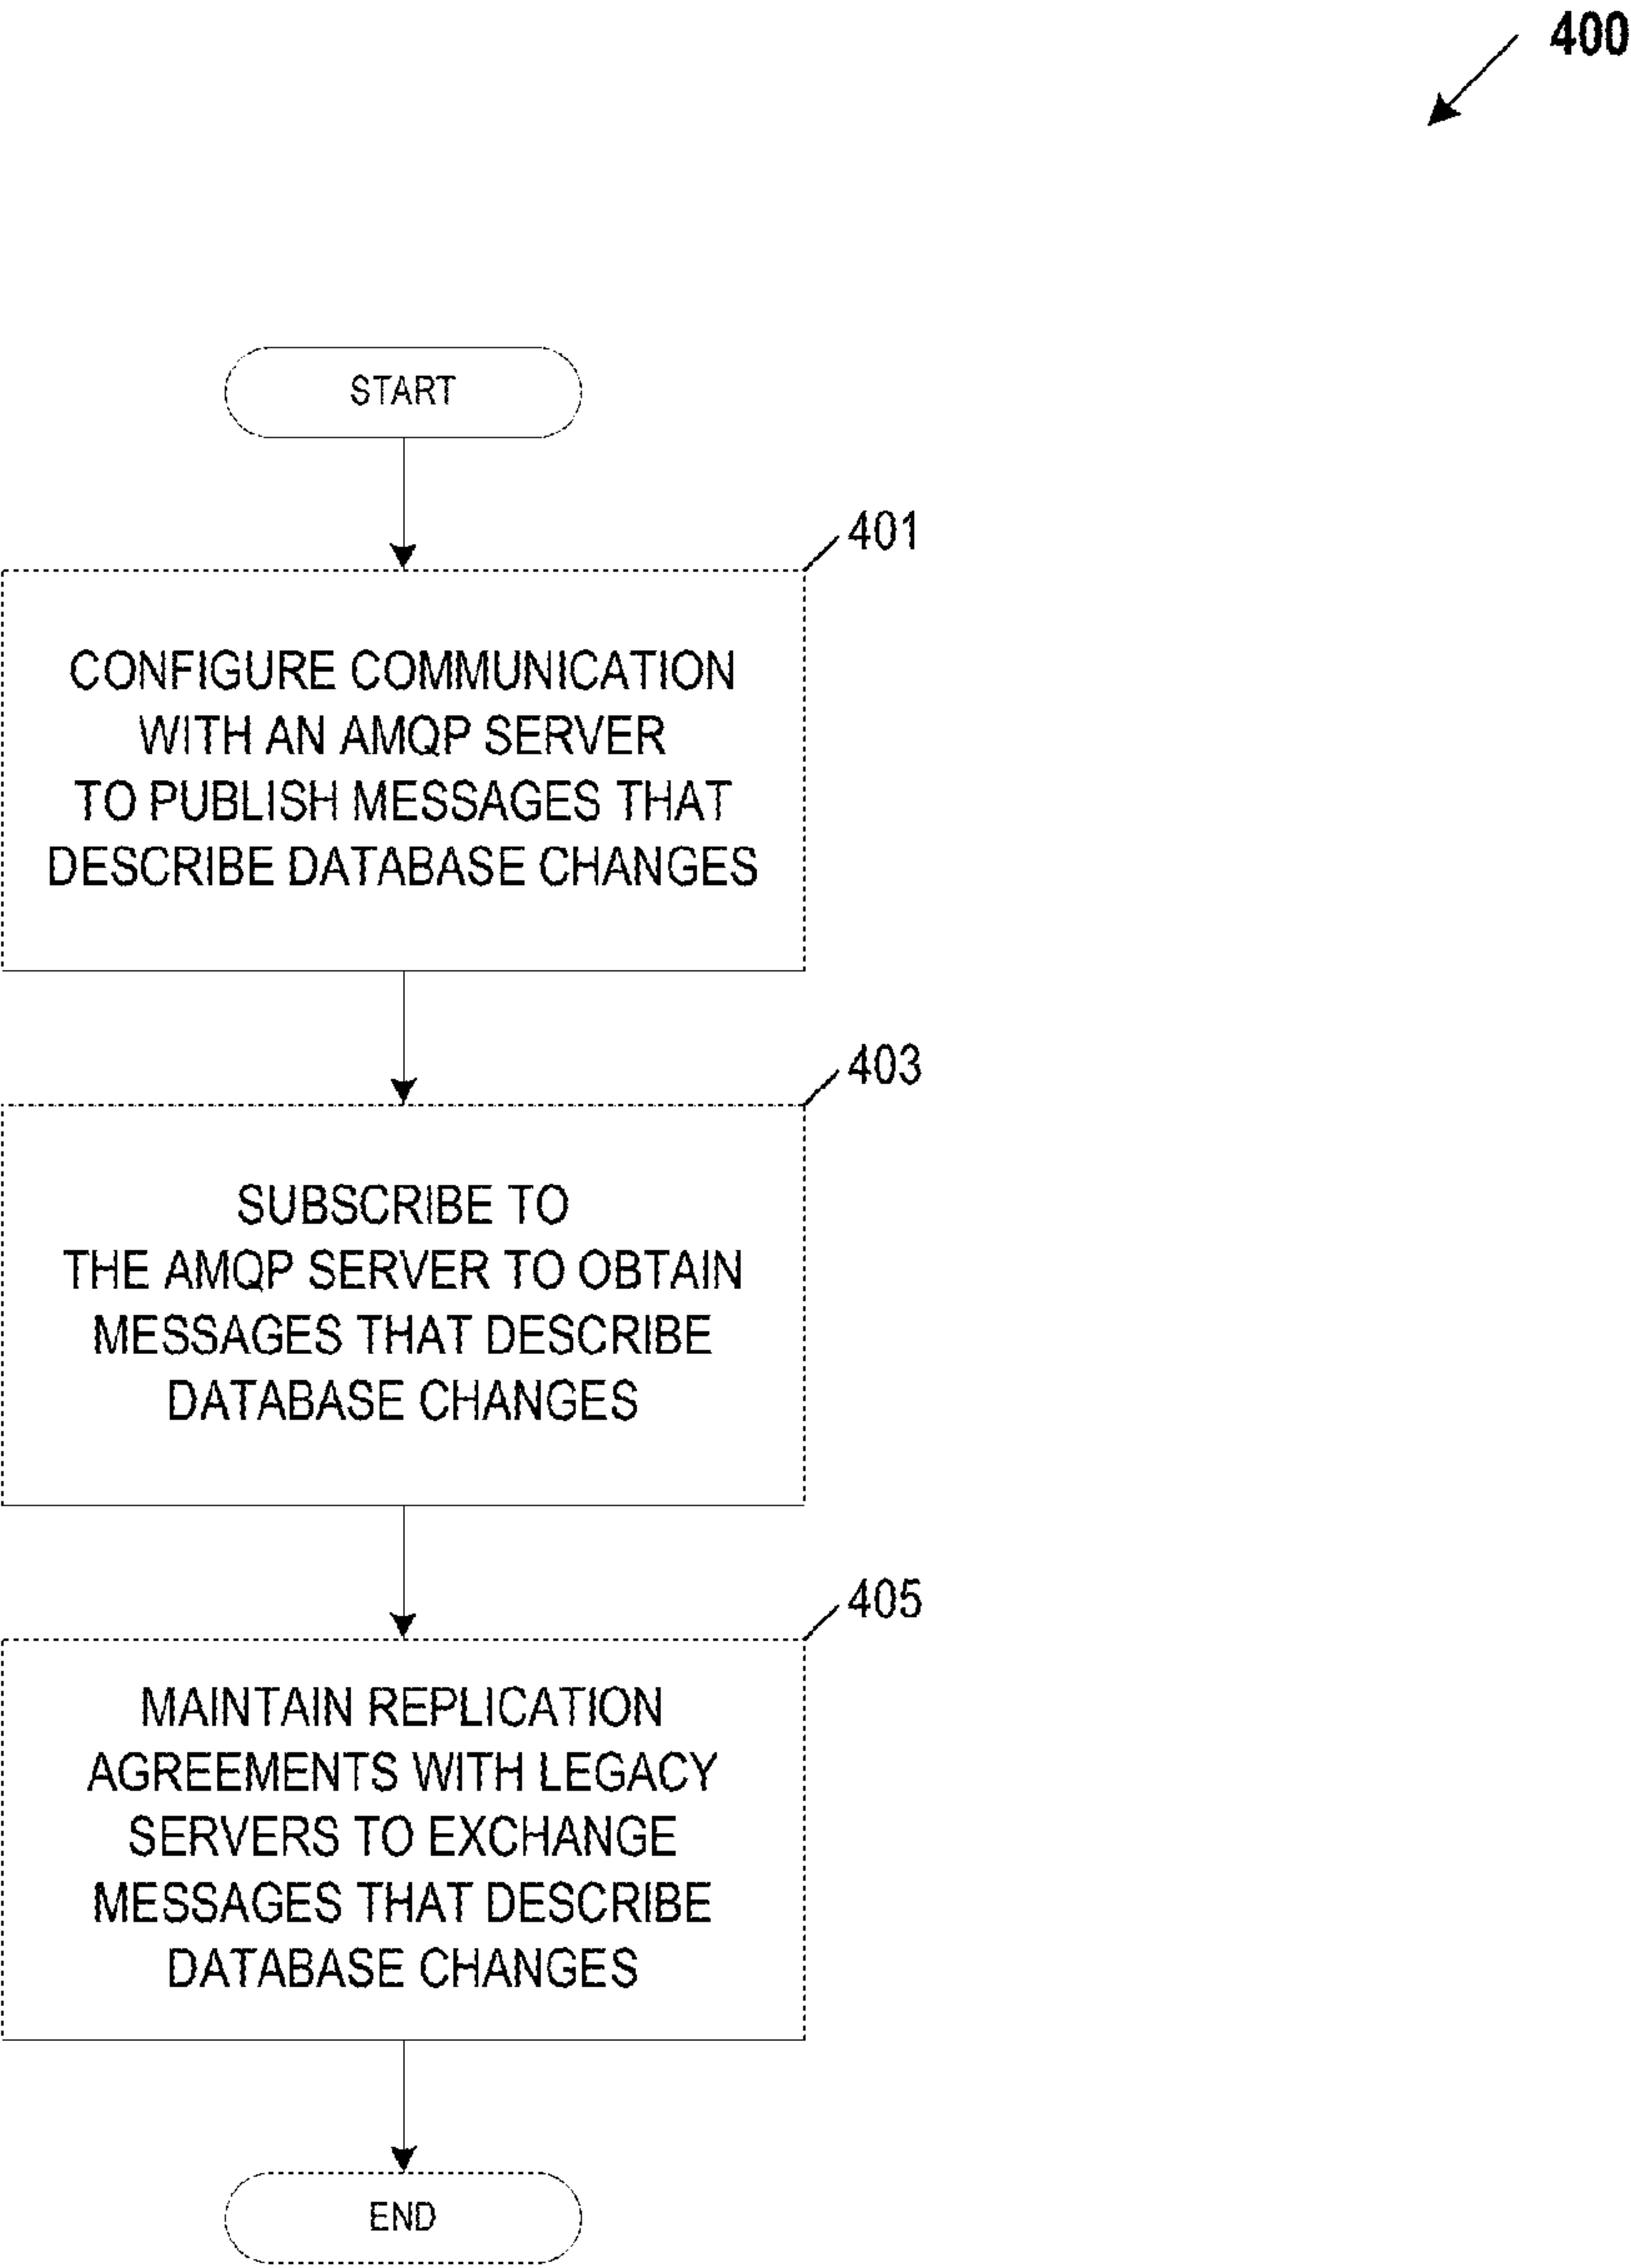 400
START
401
CONFIGURE COMMUNICATION
WITH AN AMQP SERVER
TO PUBLISH MESSAGES THAT
DESCRIBE DATABASE CHANGES
403
SUBSCRIBE TO
THE AMQP SERVER TO OBTAIN
MESSAGES THAT DESCRIBE
DATABASE CHANGES
405
MAINTAIN REPLICATION
AGREEMENTS WITH LEGACY
SERVERS TO EXCHANGE
MESSAGES THAT DESCRIBE
DATABASE CHANGES
END